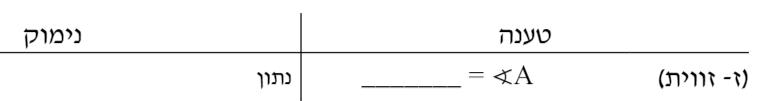 טענה נימוק
(ז- זווית) ∢A = _______ נתון